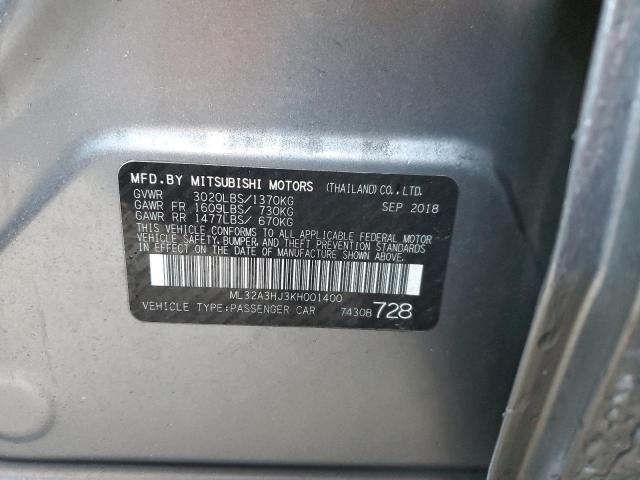 MFD.BY MITSUBISHI MOTORS (THAILAND) CO., LTD.
GVWR 3020LBS/1370KG SEP 2018
GAWR FR 1609LBS/ 730KG
GAWR RR 1477LBS/ 670KG
THIS VEHICLE CONFORMS TO ALL APPLICABLE FEDERAL MOTOR
VEHICLE SAFETY, BUMPER, AND THEFT PREVENTION STANDARDS
IN EFFECT ON THE DATE OF MANUFACTURE SHOWN ABOVE.
ML32A3HJ3KH001400
VEHICLE TYPE:PASSENGER CAR 7430B 728